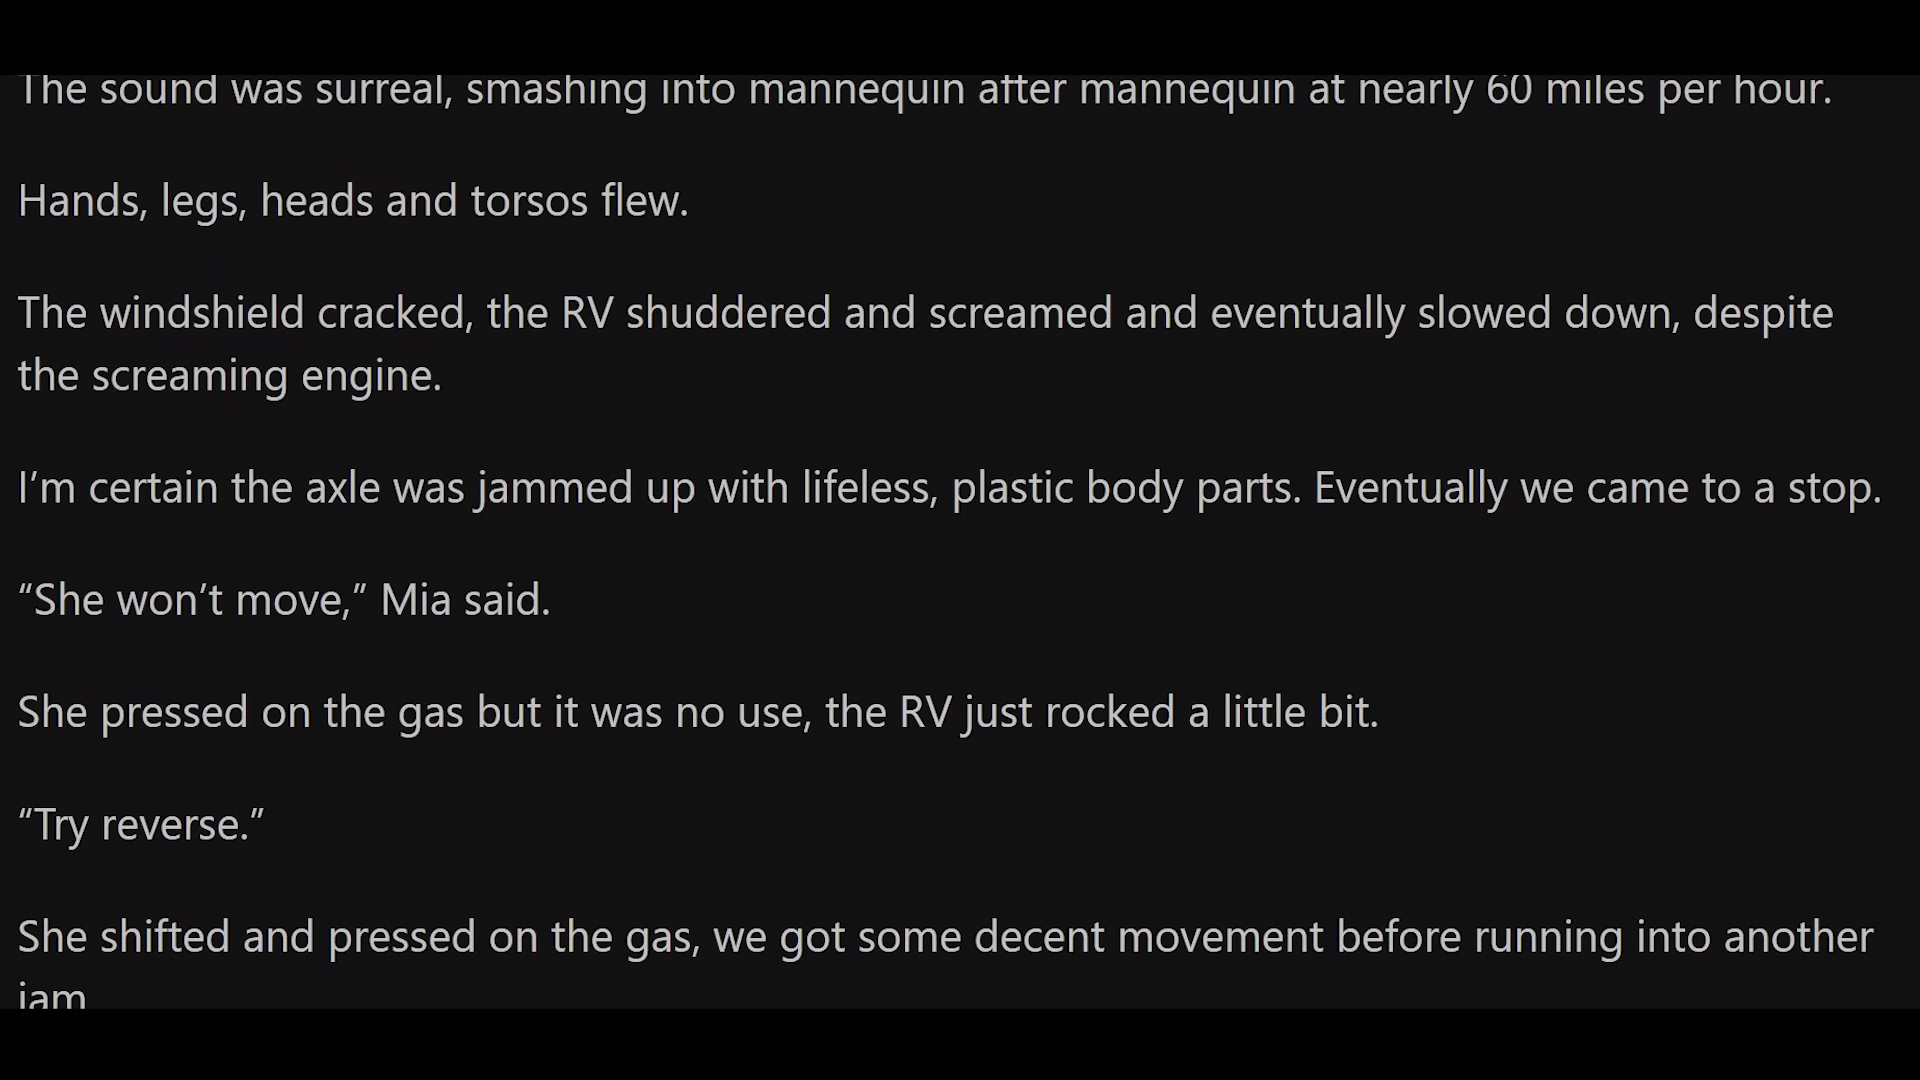 The sound was surreal, smashing into mannequin after mannequin at nearly 60 miles per hour.
Hands, legs, heads and torsos flew.
The windshield cracked, the RV shuddered and screamed and eventually slowed down, despite
the screaming engine.
I’m certain the axle was jammed up with lifeless, plastic body parts. Eventually we came to a stop.
“She won’t move,” Mia said.
She pressed on the gas but it was no use, the RV just rocked a little bit.
“Try reverse.”
She shifted and pressed on the gas, we got some decent movement before running into another
jam